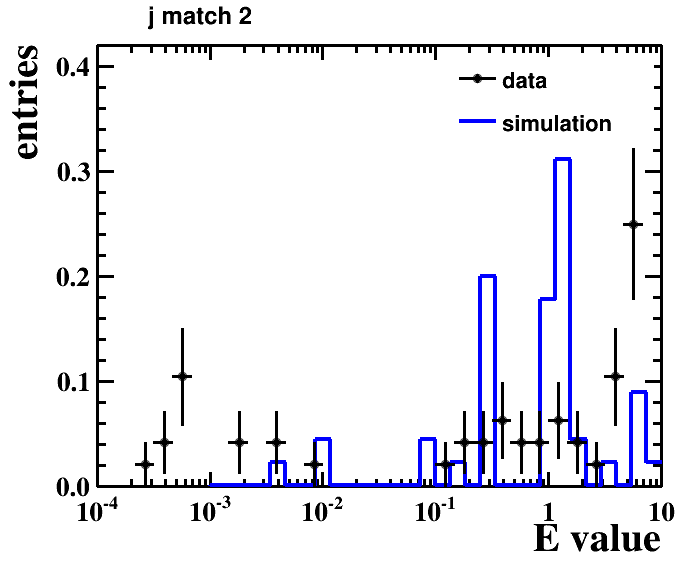 j match 2
entries
0.4
data
simulation
0.3
0.2
0.1
0.0
10^-4 10^-3 10^-2 10^-1 1 10
E value